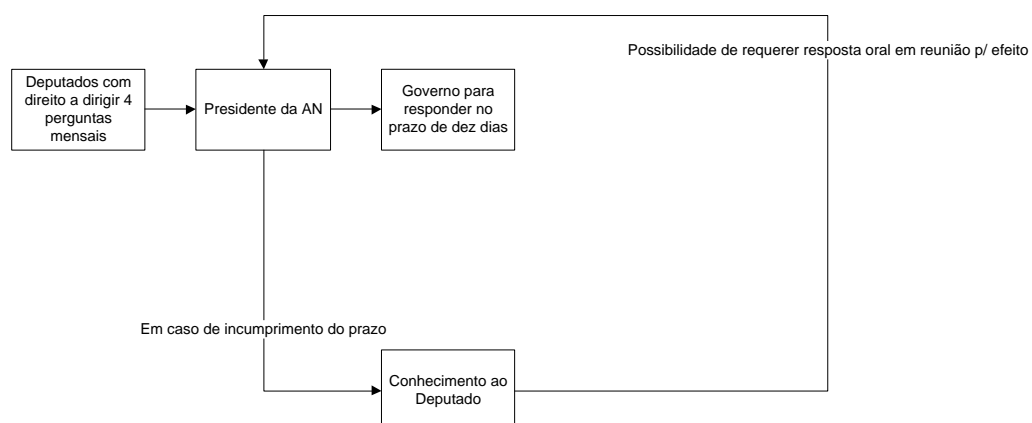 Possibilidade de requerer resposta oral em reunião p/ efeito
Deputados com
direito a dirigir 4
perguntas
mensais
Presidente da AN
Governo para
responder no
prazo de dez dias
Em caso de incumprimento do prazo
Conhecimento ao
Deputado